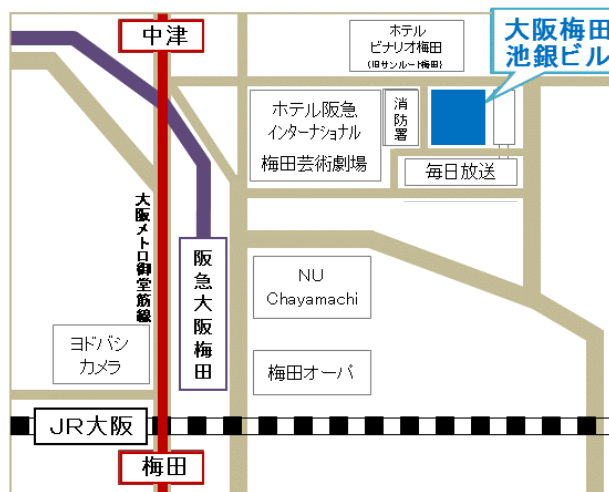 中津
ホテル
ビナリオ梅田
(旧サンルート梅田)
大阪梅田
池銀ビル
ホテル阪急
インターナショナル
梅田芸術劇場
消防署
毎日放送
大阪メトロ御堂筋線
阪急大阪梅田
NU
Chayamachi
ヨドバシ
カメラ
梅田オーパ
JR大阪
梅田